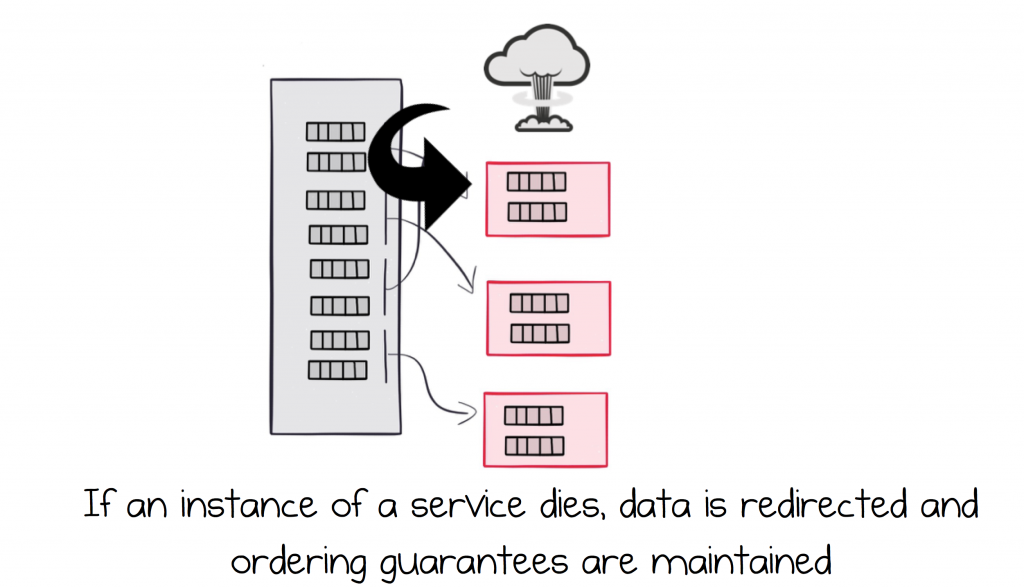 If an instance of a service dies, data is redirected and
ordering guarantees are maintained